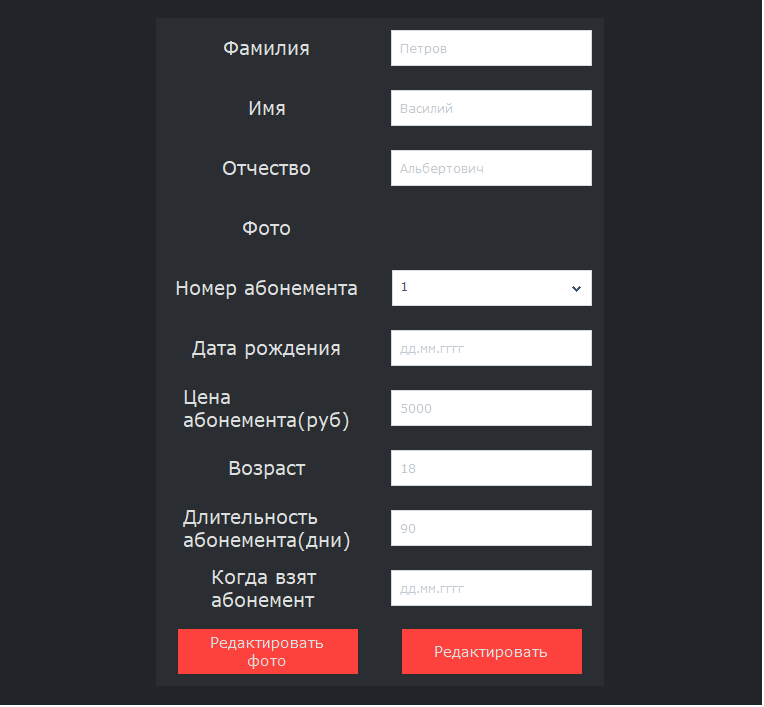 Фамилия
Петров
Имя
Василий
Отчество
Альбертович
Фото
Номер абонемента
1
Дата рождения
дд.мм.гггг
Цена
абонемента(руб)
5000
Возраст
18
Длительность
абонемента(дни)
90
Когда взят
абонемент
дд.мм.гггг
Редактировать
фото
Редактировать